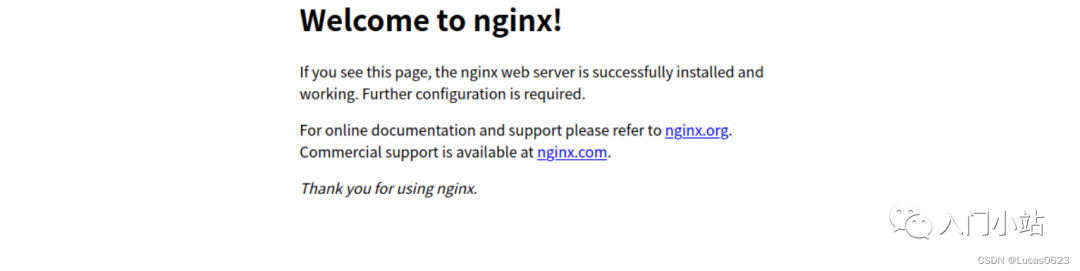 Welcome to nginx!
If you see this page, the nginx web server is successfully installed and
working. Further configuration is required.
For online documentation and support please refer to nginx.org.
Commercial support is available at nginx.com.
Thank you for using nginx.
入门小站
CSDN @Lucas0623